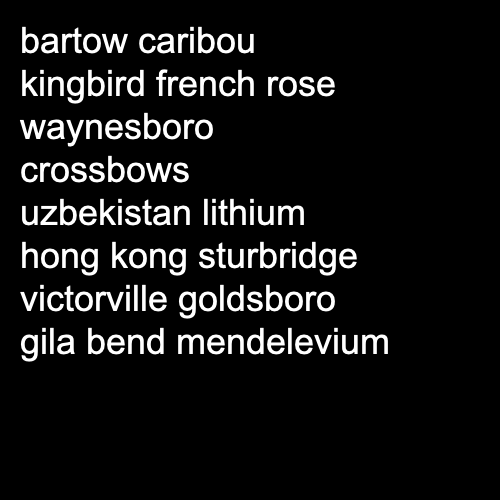 bartow caribou
kingbird french rose
waynesboro
crossbows
uzbekistan lithium
hong kong sturbridge
victorville goldsboro
gila bend mendelevium